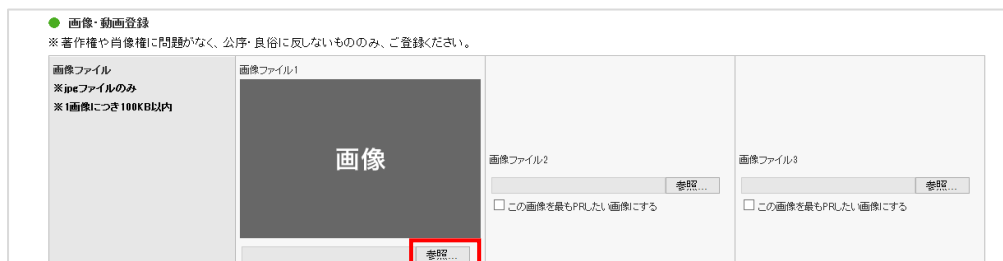 ● 画像・動画登録
※著作権や肖像権に問題がなく、公序・良俗に反しないもののみ、ご登録ください。
画像ファイル
※jpgファイルのみ
※1画像につき100KB以内
画像ファイル1
画像
参照...
画像ファイル2
参照...
この画像を最もPRしたい画像にする
画像ファイル3
参照...
この画像を最もPRしたい画像にする